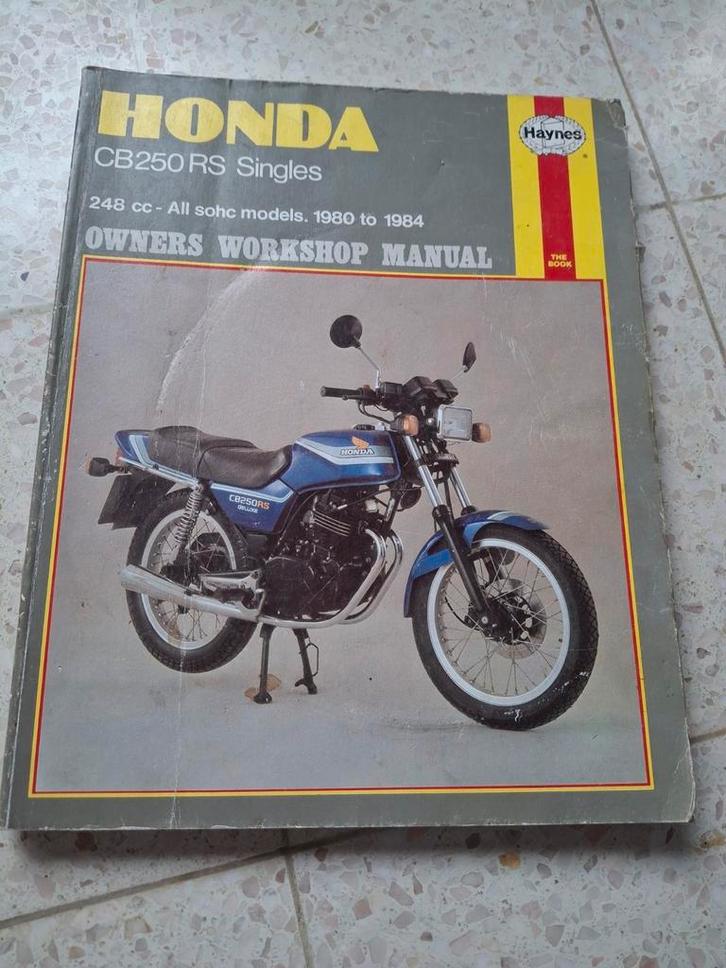 HONDA
CB250 RS Singles
248 cc - All sohc models. 1980 to 1984
OWNERS WORKSHOP MANUAL
Haynes
®
THE
BOOK
HONDA
CB250RS
DELUXE